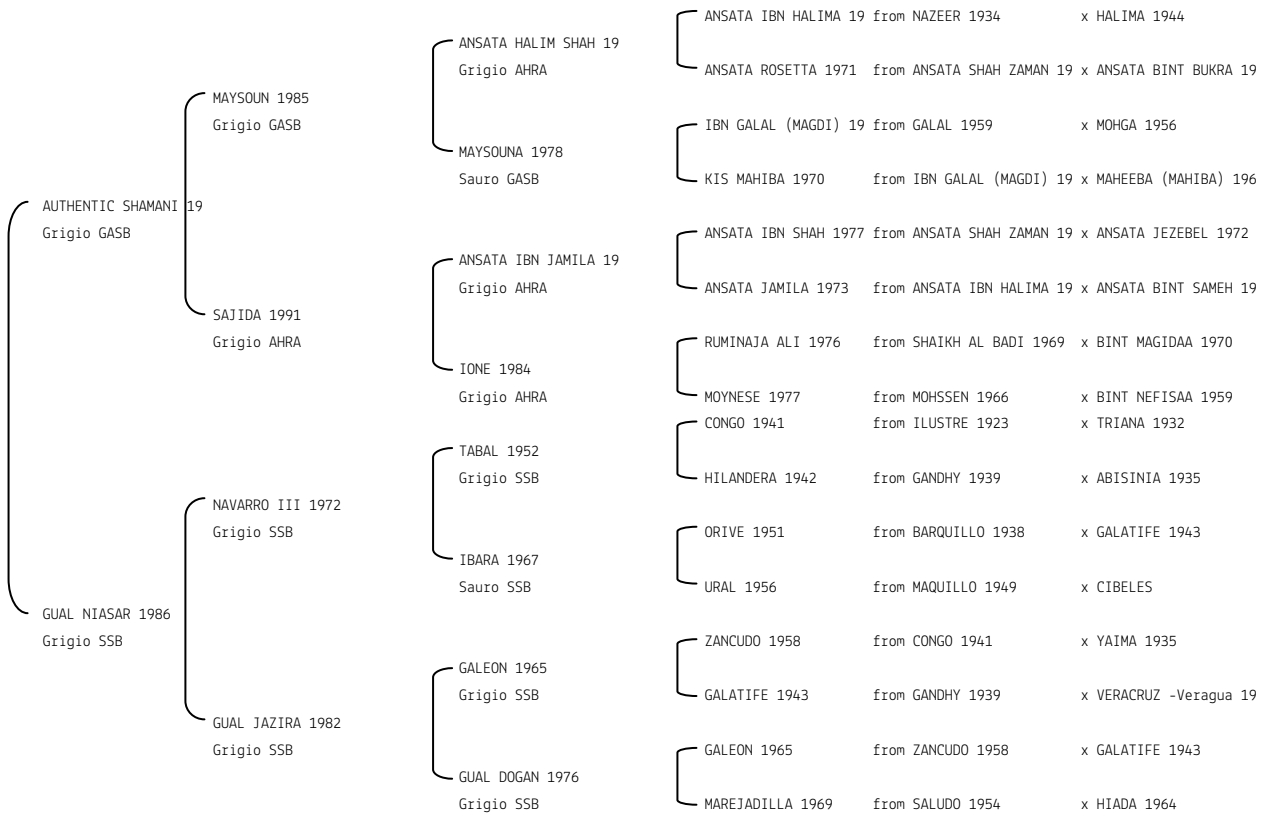 ANSATA IBN HALIMA 19 from NAZEER 1934 x HALIMA 1944
ANSATA HALIM SHAH 19
Grigio AHRA
ANSATA ROSETTA 1971 from ANSATA SHAH ZAMAN 19 x ANSATA BINT BUKRA 19
MAYSOUN 1985
Grigio GASB
IBN GALAL (MAGDI) 19 from GALAL 1959 x MOHGA 1956
MAYSOUNA 1978
Sauro GASB
KIS MAHIBA 1970 from IBN GALAL (MAGDI) 19 x MAHEEBA (MAHIBA) 196
AUTHENTIC SHAMANI 19
Grigio GASB
ANSATA IBN SHAH 1977 from ANSATA SHAH ZAMAN 19 x ANSATA JEZEBEL 1972
ANSATA IBN JAMILA 19
Grigio AHRA
ANSATA JAMILA 1973 from ANSATA IBN HALIMA 19 x ANSATA BINT SAMEH 19
SAJIDA 1991
Grigio AHRA
RUMINAJA ALI 1976 from SHAIKH AL BADI 1969 x BINT MAGIDAA 1970
IONE 1984
Grigio AHRA
MOYNESE 1977 from MOHSSEN 1966 x BINT NEFISAA 1959
CONGO 1941 from ILUSTRE 1923 x TRIANA 1932
TABAL 1952
Grigio SSB
HILANDERA 1942 from GANDHY 1939 x ABISINIA 1935
NAVARRO III 1972
Grigio SSB
ORIVE 1951 from BARQUILLO 1938 x GALATIFE 1943
IBARA 1967
Sauro SSB
URAL 1956 from MAQUILLO 1949 x CIBELES
GUAL NIASAR 1986
Grigio SSB
ZANCUDO 1958 from CONGO 1941 x YAIMA 1935
GALEON 1965
Grigio SSB
GALATIFE 1943 from GANDHY 1939 x VERACRUZ -Veragua 19
GUAL JAZIRA 1982
Grigio SSB
GALEON 1965 from ZANCUDO 1958 x GALATIFE 1943
GUAL DOGAN 1976
Grigio SSB
MAREJADILLA 1969 from SALUDO 1954 x HIADA 1964